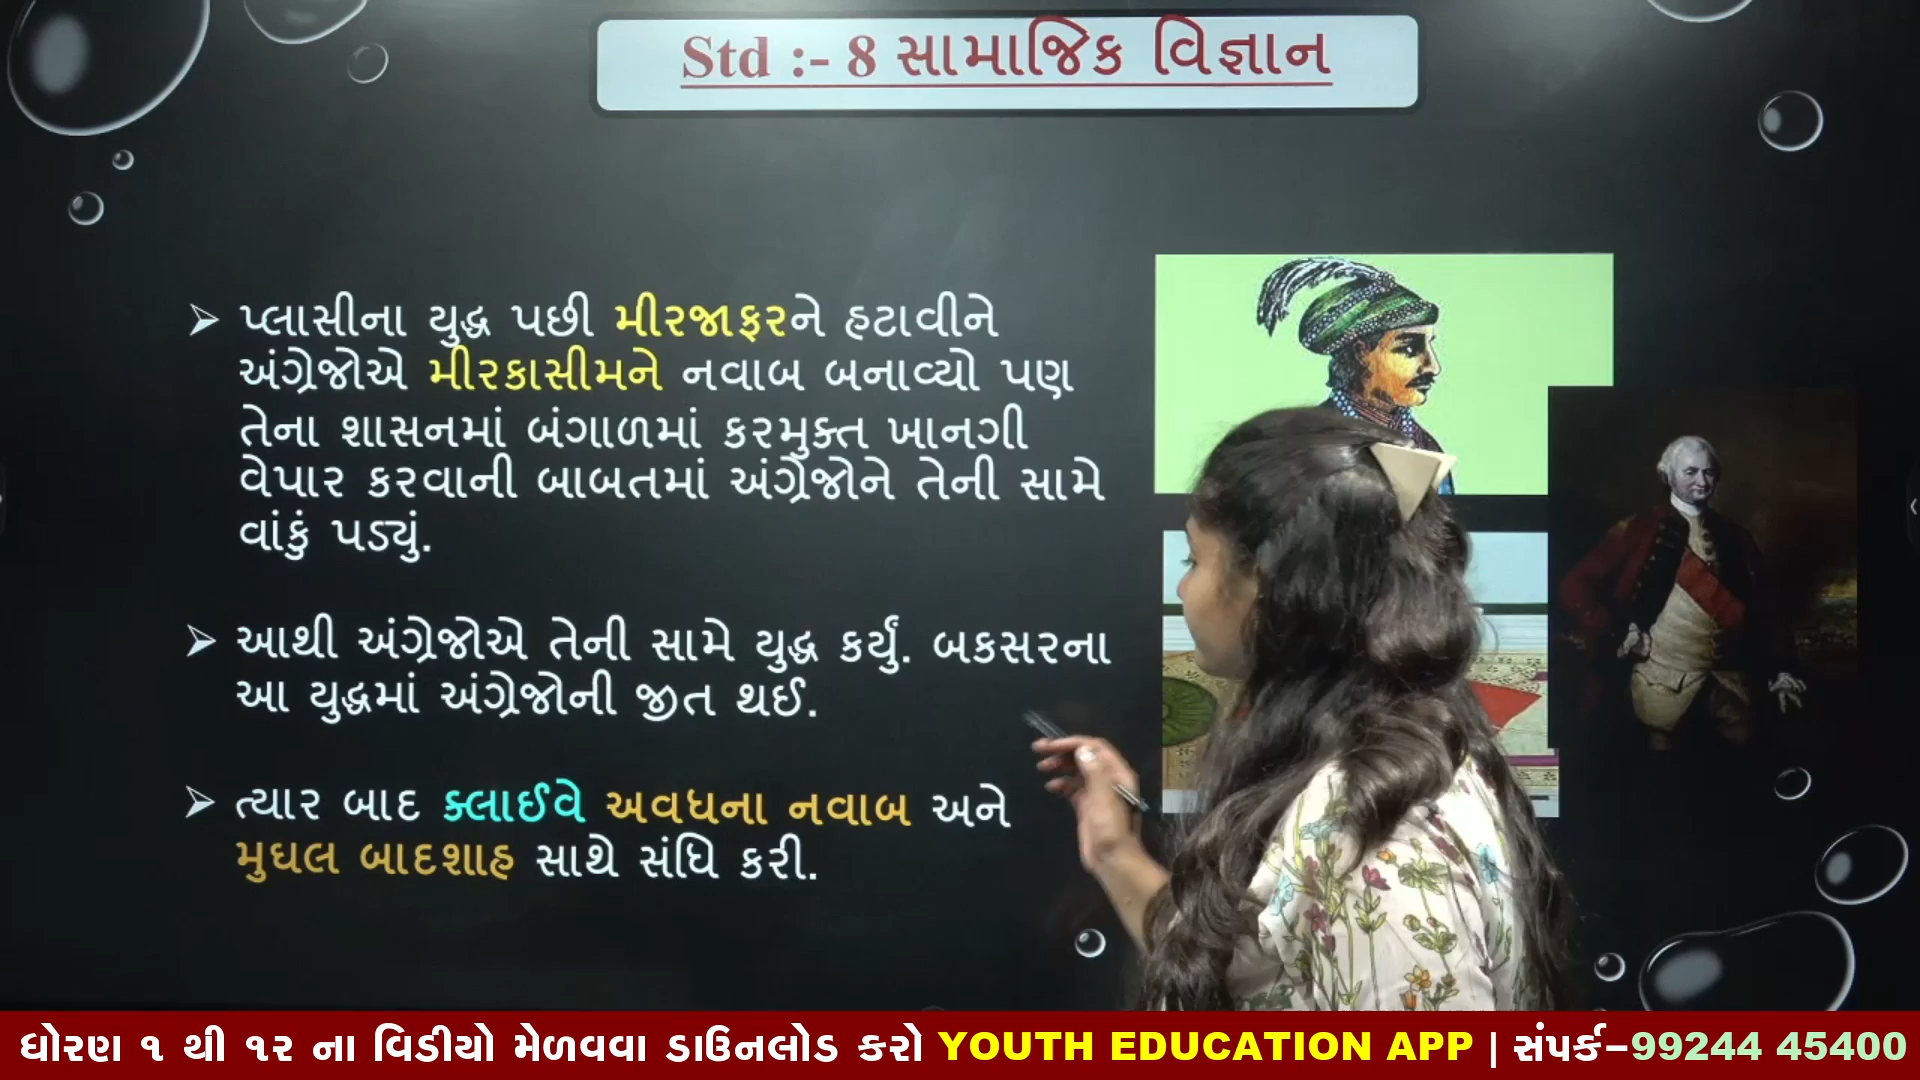 Std :- 8 સામાજિક વિજ્ઞાન
➢ પ્લાસીના યુદ્ધ પછી મીરજાફરને હટાવીને
અંગ્રેજોએ મીરકાસીમને નવાબ બનાવ્યો પણ
તેના શાસનમાં બંગાળમાં કરમુક્ત ખાનગી
વેપાર કરવાની બાબતમાં અંગ્રેજોને તેની સામે
વાંકું પડ્યું.
➢ આથી અંગ્રેજોએ તેની સામે યુદ્ધ કર્યું. બકસરના
આ યુદ્ધમાં અંગ્રેજોની જીત થઈ.
➢ ત્યાર બાદ ક્લાઈવે અવધના નવાબ અને
મુઘલ બાદશાહ સાથે સંધિ કરી.
ધોરણ ૧ થી ૧૨ ના વિડીયો મેળવવા ડાઉનલોડ કરો YOUTH EDUCATION APP | સંપર્ક-99244 45400